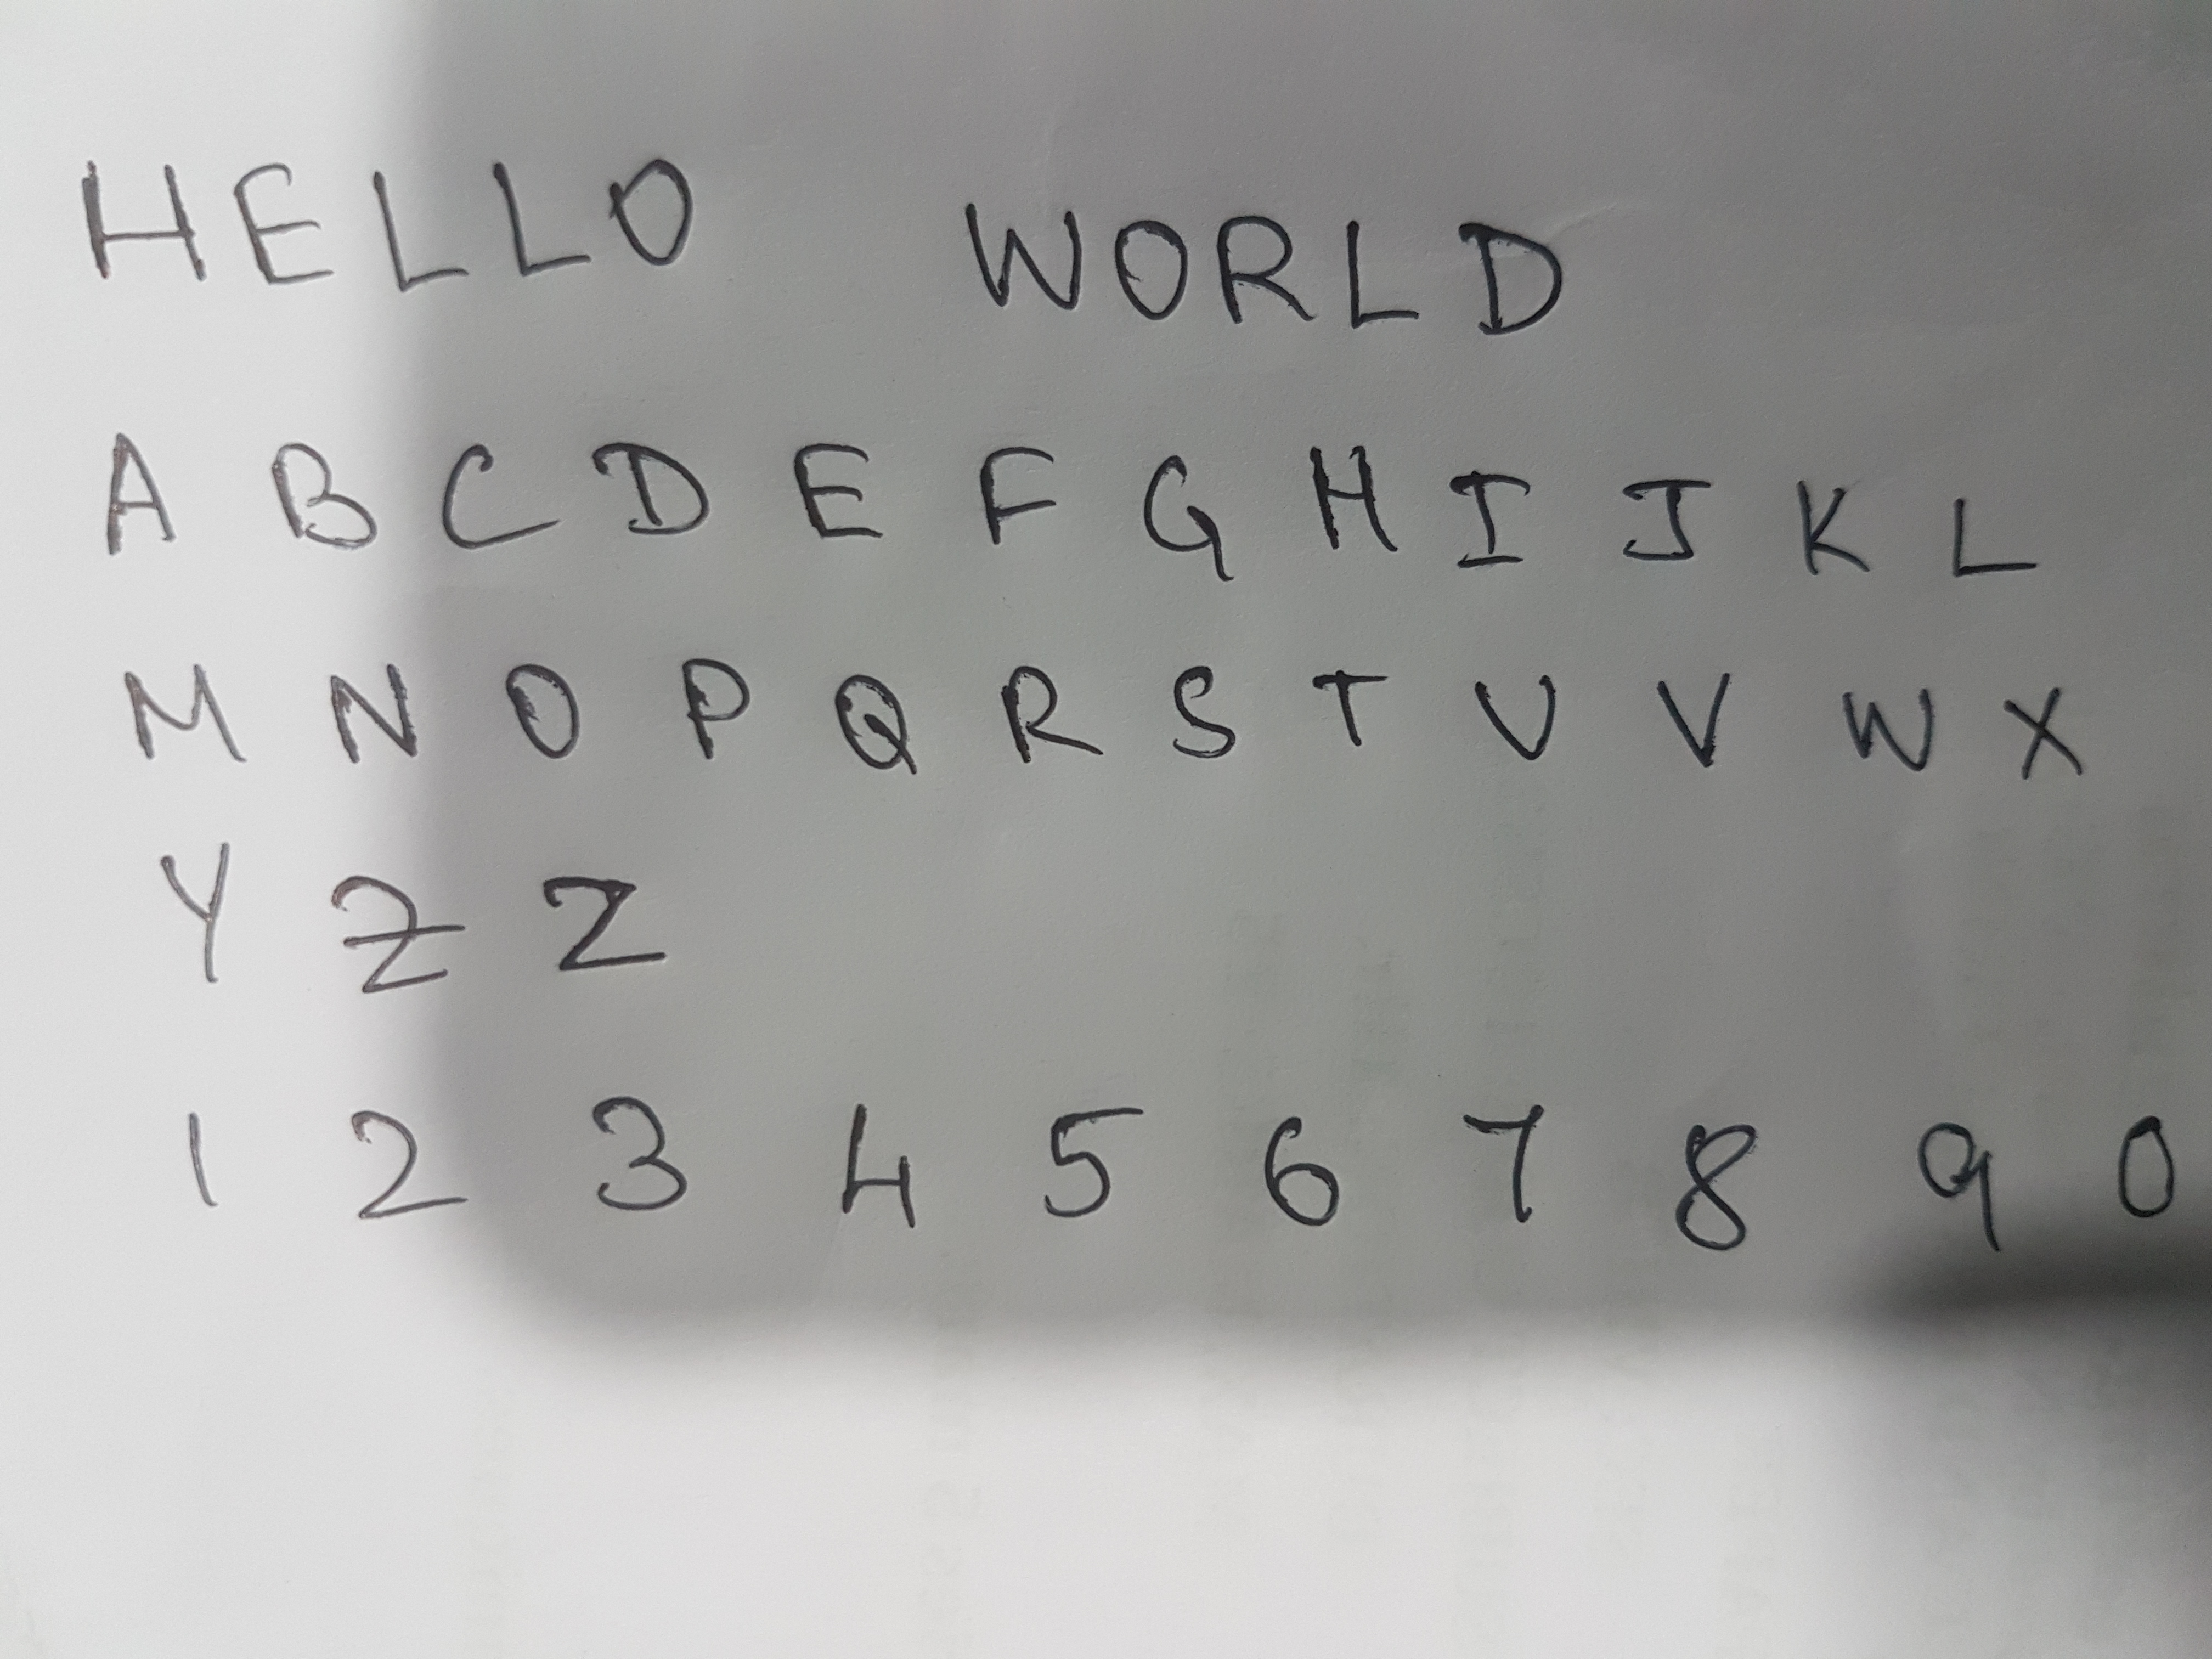 HELLO WORLD
A B C D E F G H I J K L
M N O P Q R S T U V W X
Y Z Z
1 2 3 4 5 6 7 8 9 0